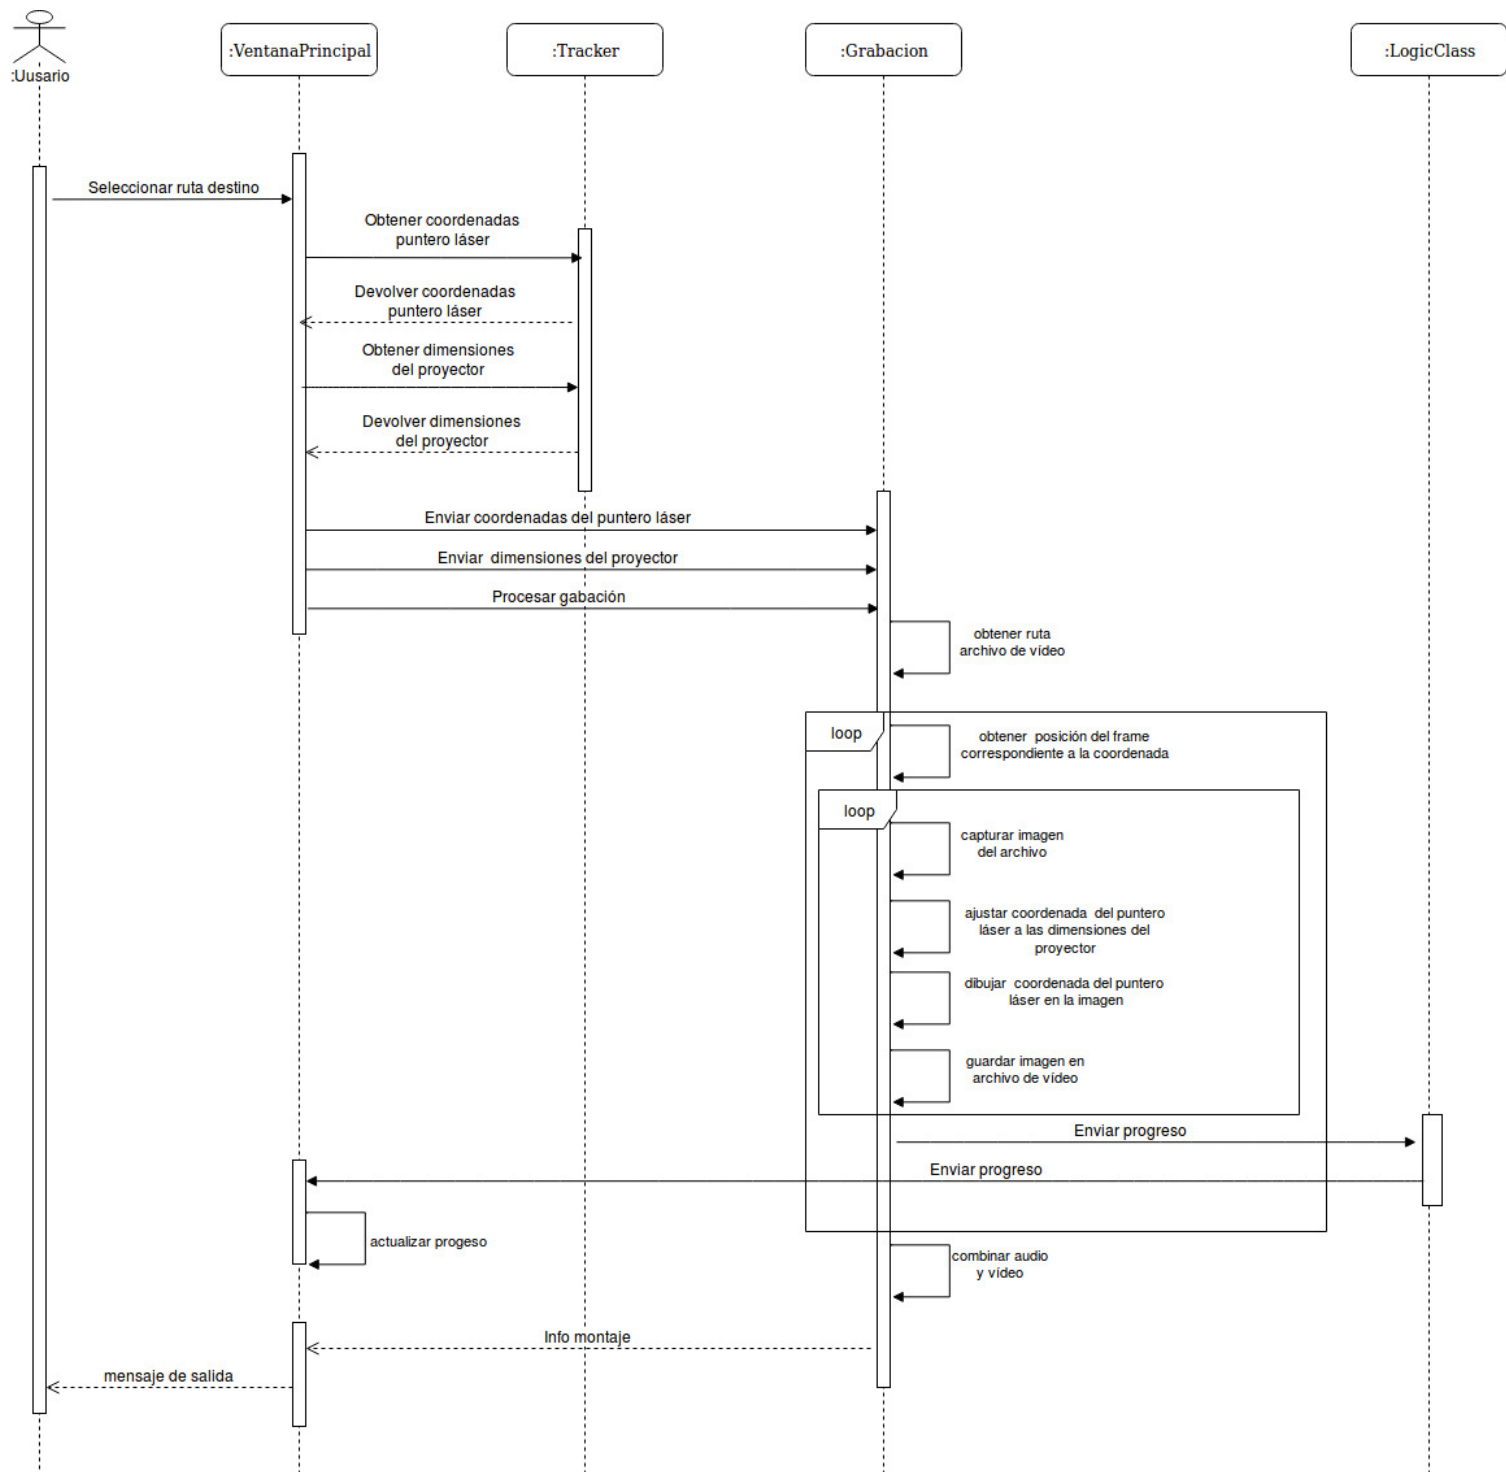 :Uusario
:VentanaPrincipal
:Tracker
:Grabacion
:LogicClass
Seleccionar ruta destino
Obtener coordenadas
puntero láser
Devolver coordenadas
puntero láser
Obtener dimensiones
del proyector
Devolver dimensiones
del proyector
Enviar coordenadas del puntero láser
Enviar dimensiones del proyector
Procesar gabación
obtener ruta
archivo de vídeo
loop
obtener posición del frame
correspondiente a la coordenada
loop
capturar imagen
del archivo
ajustar coordenada del puntero
láser a las dimensiones del
proyector
dibujar coordenada del puntero
láser en la imagen
guardar imagen en
archivo de vídeo
Enviar progreso
Enviar progreso
actualizar progeso
combinar audio
y vídeo
Info montaje
mensaje de salida